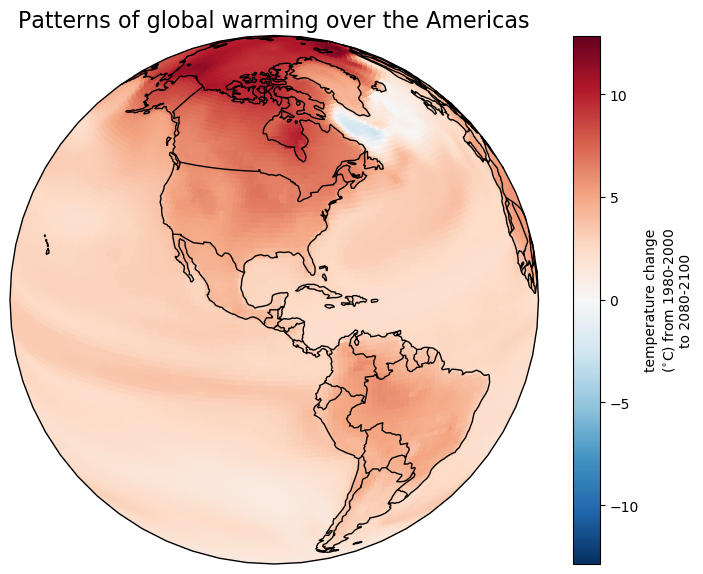 Patterns of global warming over the Americas
10
5
0
−5
−10
temperature change
(°C) from 1980-2000
to 2080-2100